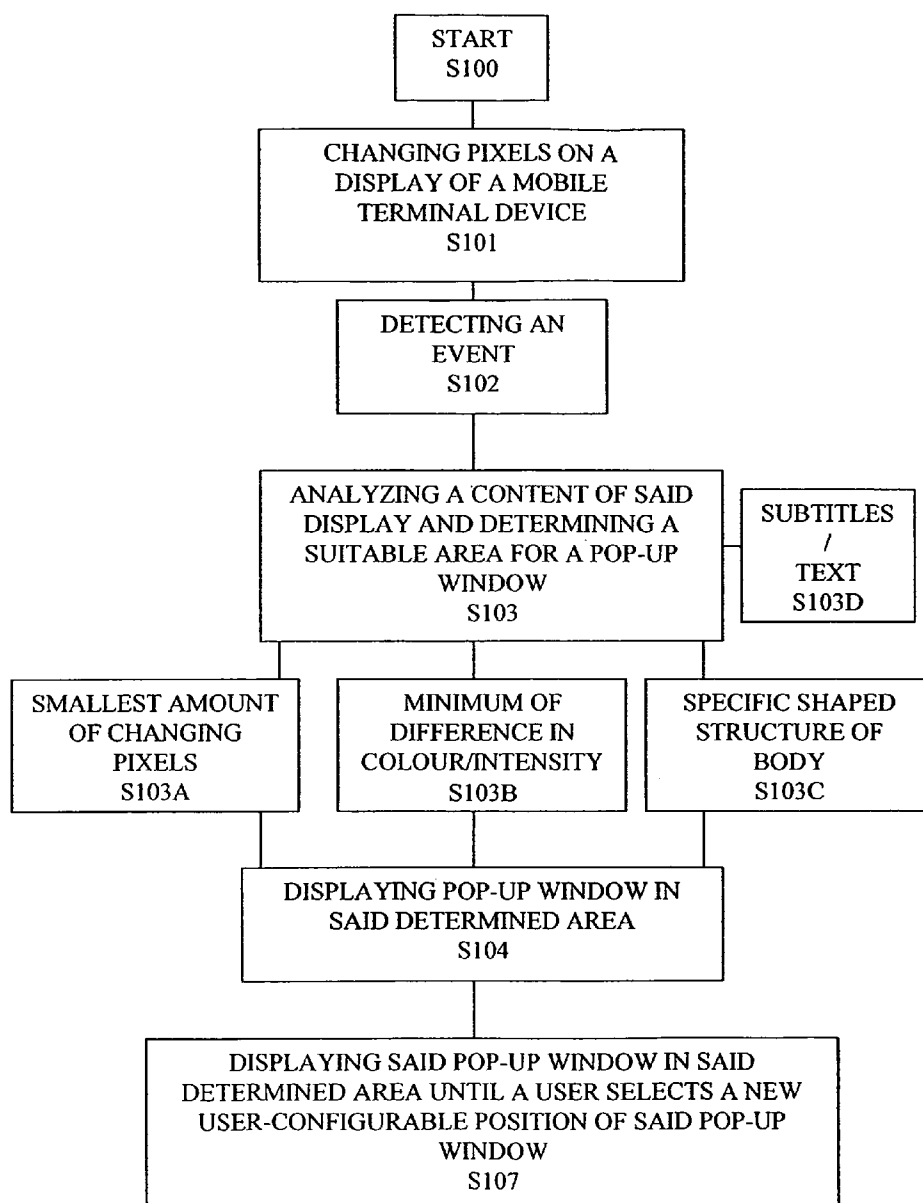 START
S100
CHANGING PIXELS ON A
DISPLAY OF A MOBILE
TERMINAL DEVICE
S101
DETECTING AN
EVENT
S102
ANALYZING A CONTENT OF SAID
DISPLAY AND DETERMINING A
SUITABLE AREA FOR A POP-UP
WINDOW
S103
SUBTITLES
/
TEXT
S103D
SMALLEST AMOUNT
OF CHANGING
PIXELS
S103A
MINIMUM OF
DIFFERENCE IN
COLOUR/INTENSITY
S103B
SPECIFIC SHAPED
STRUCTURE OF
BODY
S103C
DISPLAYING POP-UP WINDOW IN
SAID DETERMINED AREA
S104
DISPLAYING SAID POP-UP WINDOW IN SAID
DETERMINED AREA UNTIL A USER SELECTS A NEW
USER-CONFIGURABLE POSITION OF SAID POP-UP
WINDOW
S107